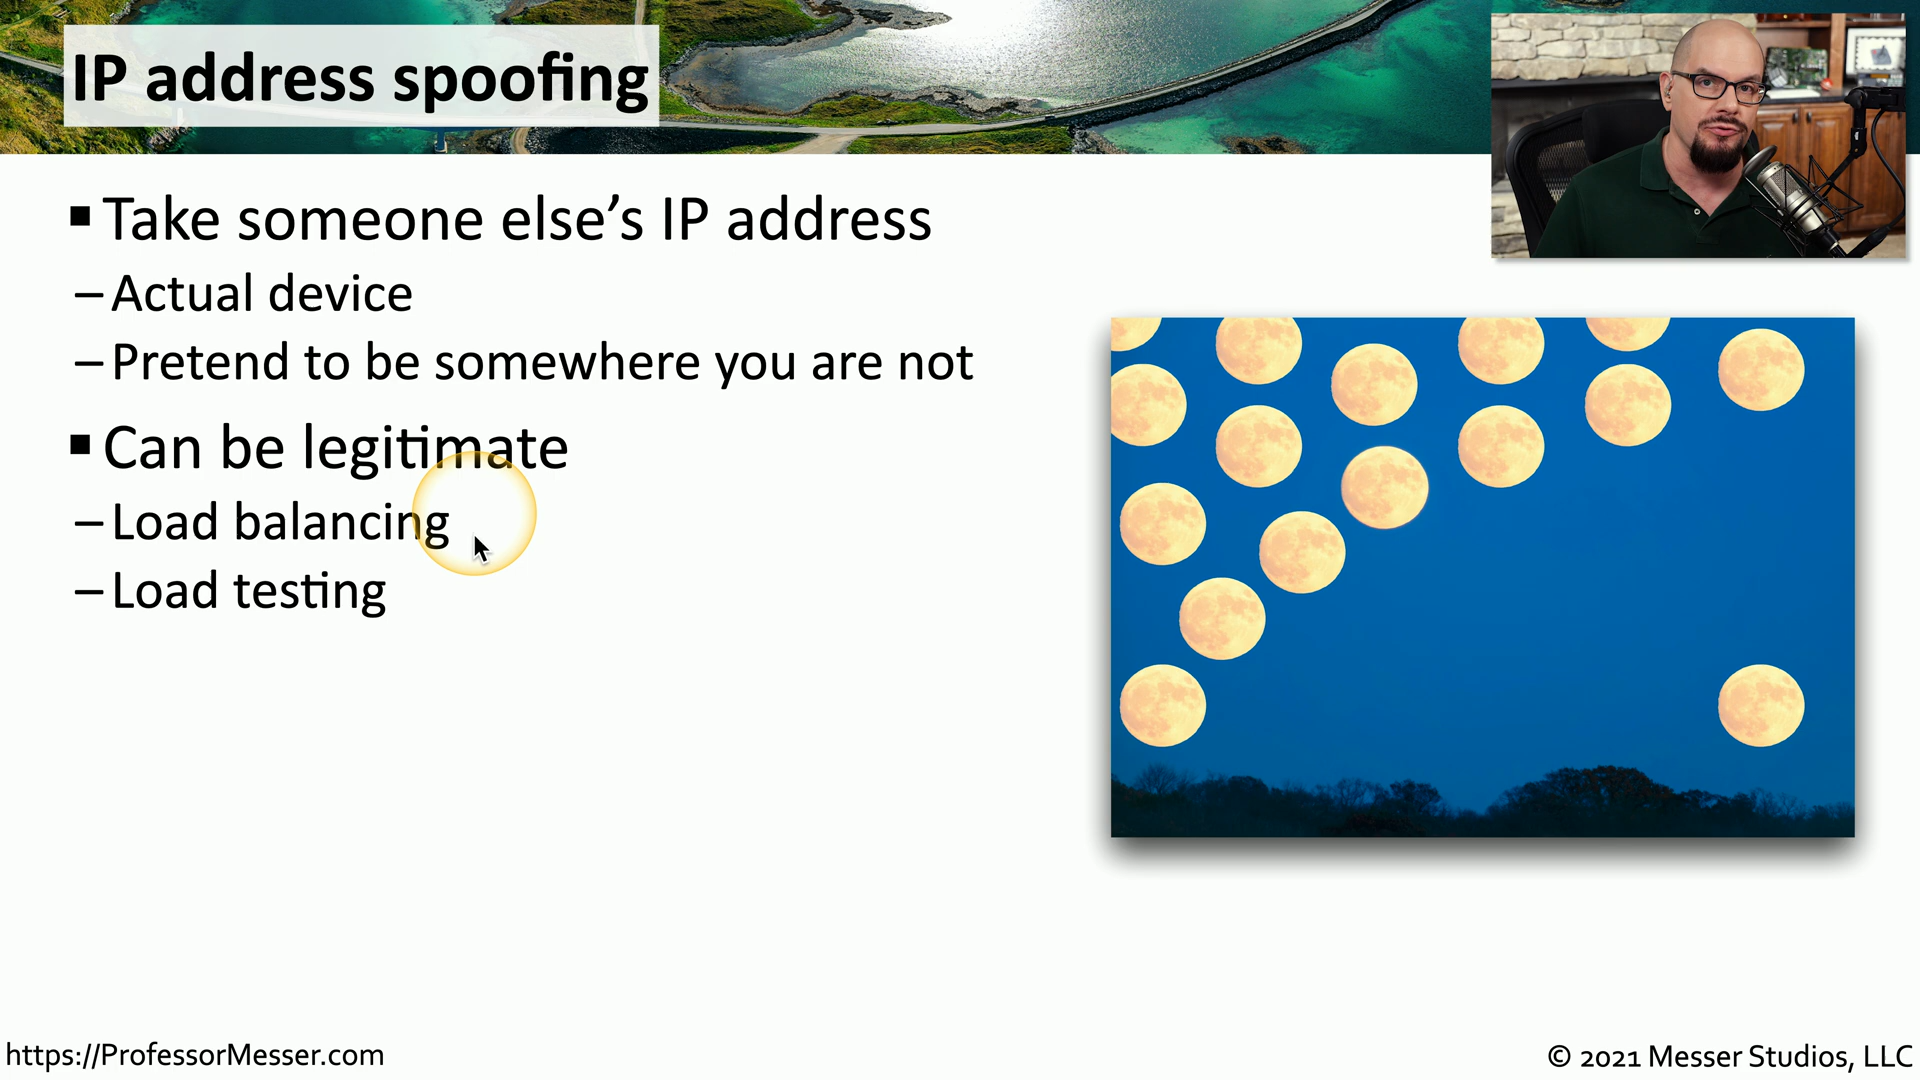 IP address spoofing
▪ Take someone else’s IP address
– Actual device
– Pretend to be somewhere you are not
▪ Can be legitimate
– Load balancing
– Load testing
https://ProfessorMesser.com
© 2021 Messer Studios, LLC